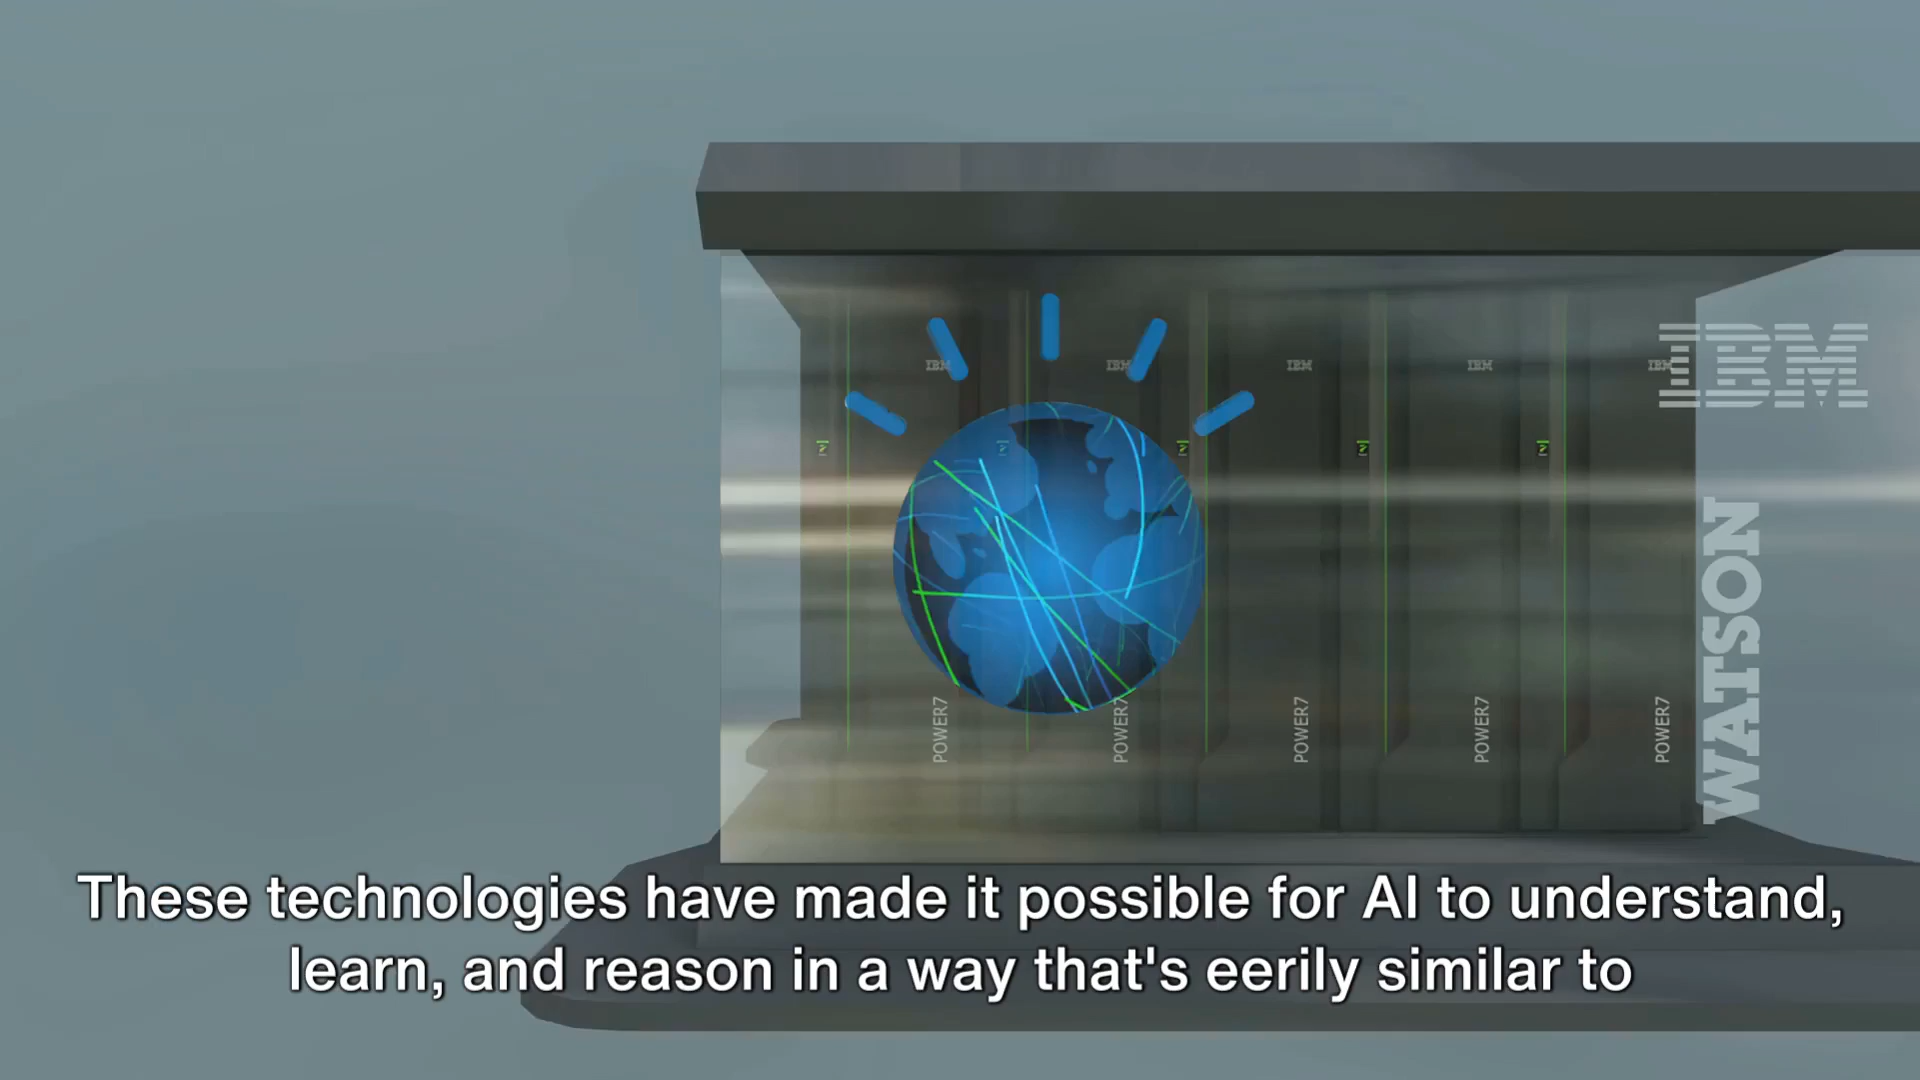 IBM
IBM
IBM
IBM
IBM
IBM
WATSON
POWER7
POWER7
POWER7
POWER7
POWER7
These technologies have made it possible for AI to understand,
learn, and reason in a way that's eerily similar to